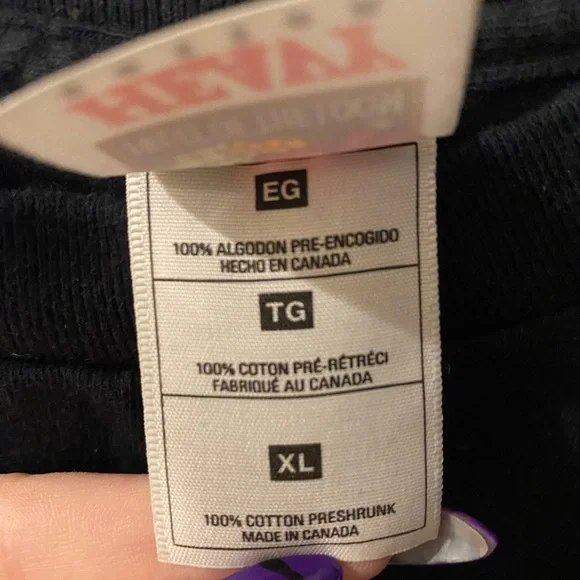 EG
100% ALGODON PRE-ENCOGIDO
HECHO EN CANADA
TG
100% COTON PRÉ-RÉTRÉCI
FABRIQUÉ AU CANADA
XL
100% COTTON PRESHRUNK
MADE IN CANADA